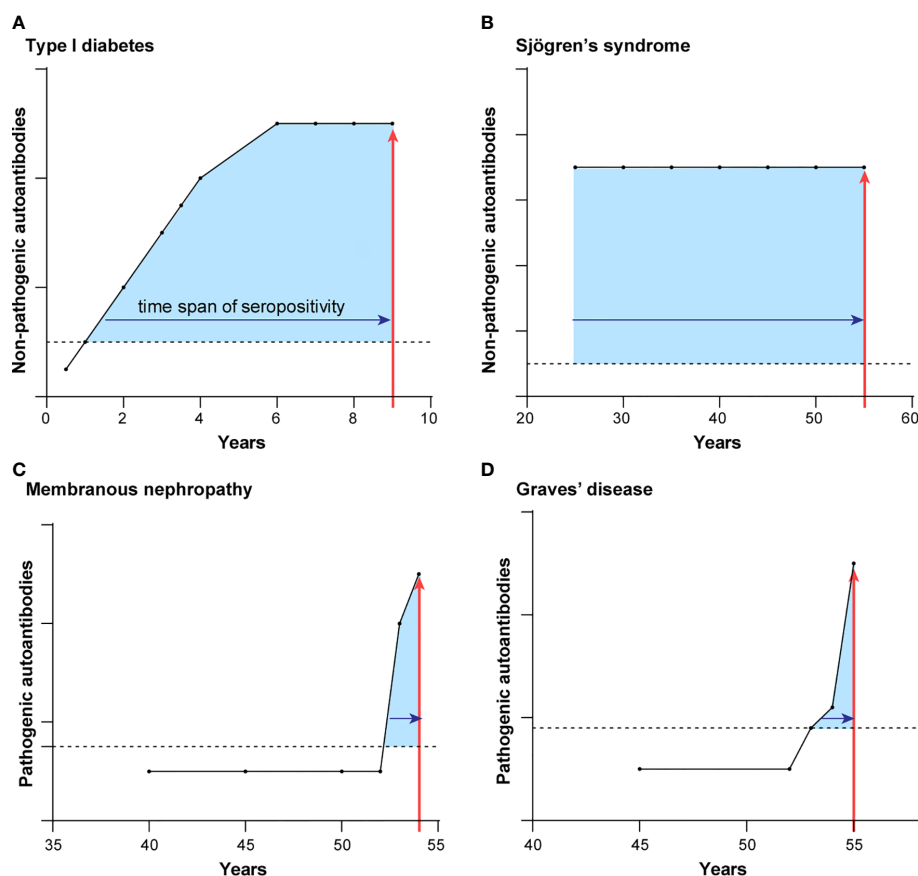 A
Type I diabetes
Non-pathogenic autoantibodies
time span of seropositivity
0 2 4 6 8 10
Years
B
Sjögren's syndrome
Non-pathogenic autoantibodies
20 30 40 50 60
Years
C
Membranous nephropathy
Pathogenic autoantibodies
35 40 45 50 55
Years
D
Graves' disease
Pathogenic autoantibodies
40 50 55
Years